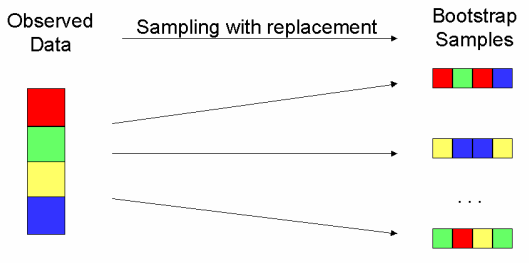 Observed
Data
Sampling with replacement
Bootstrap
Samples
...